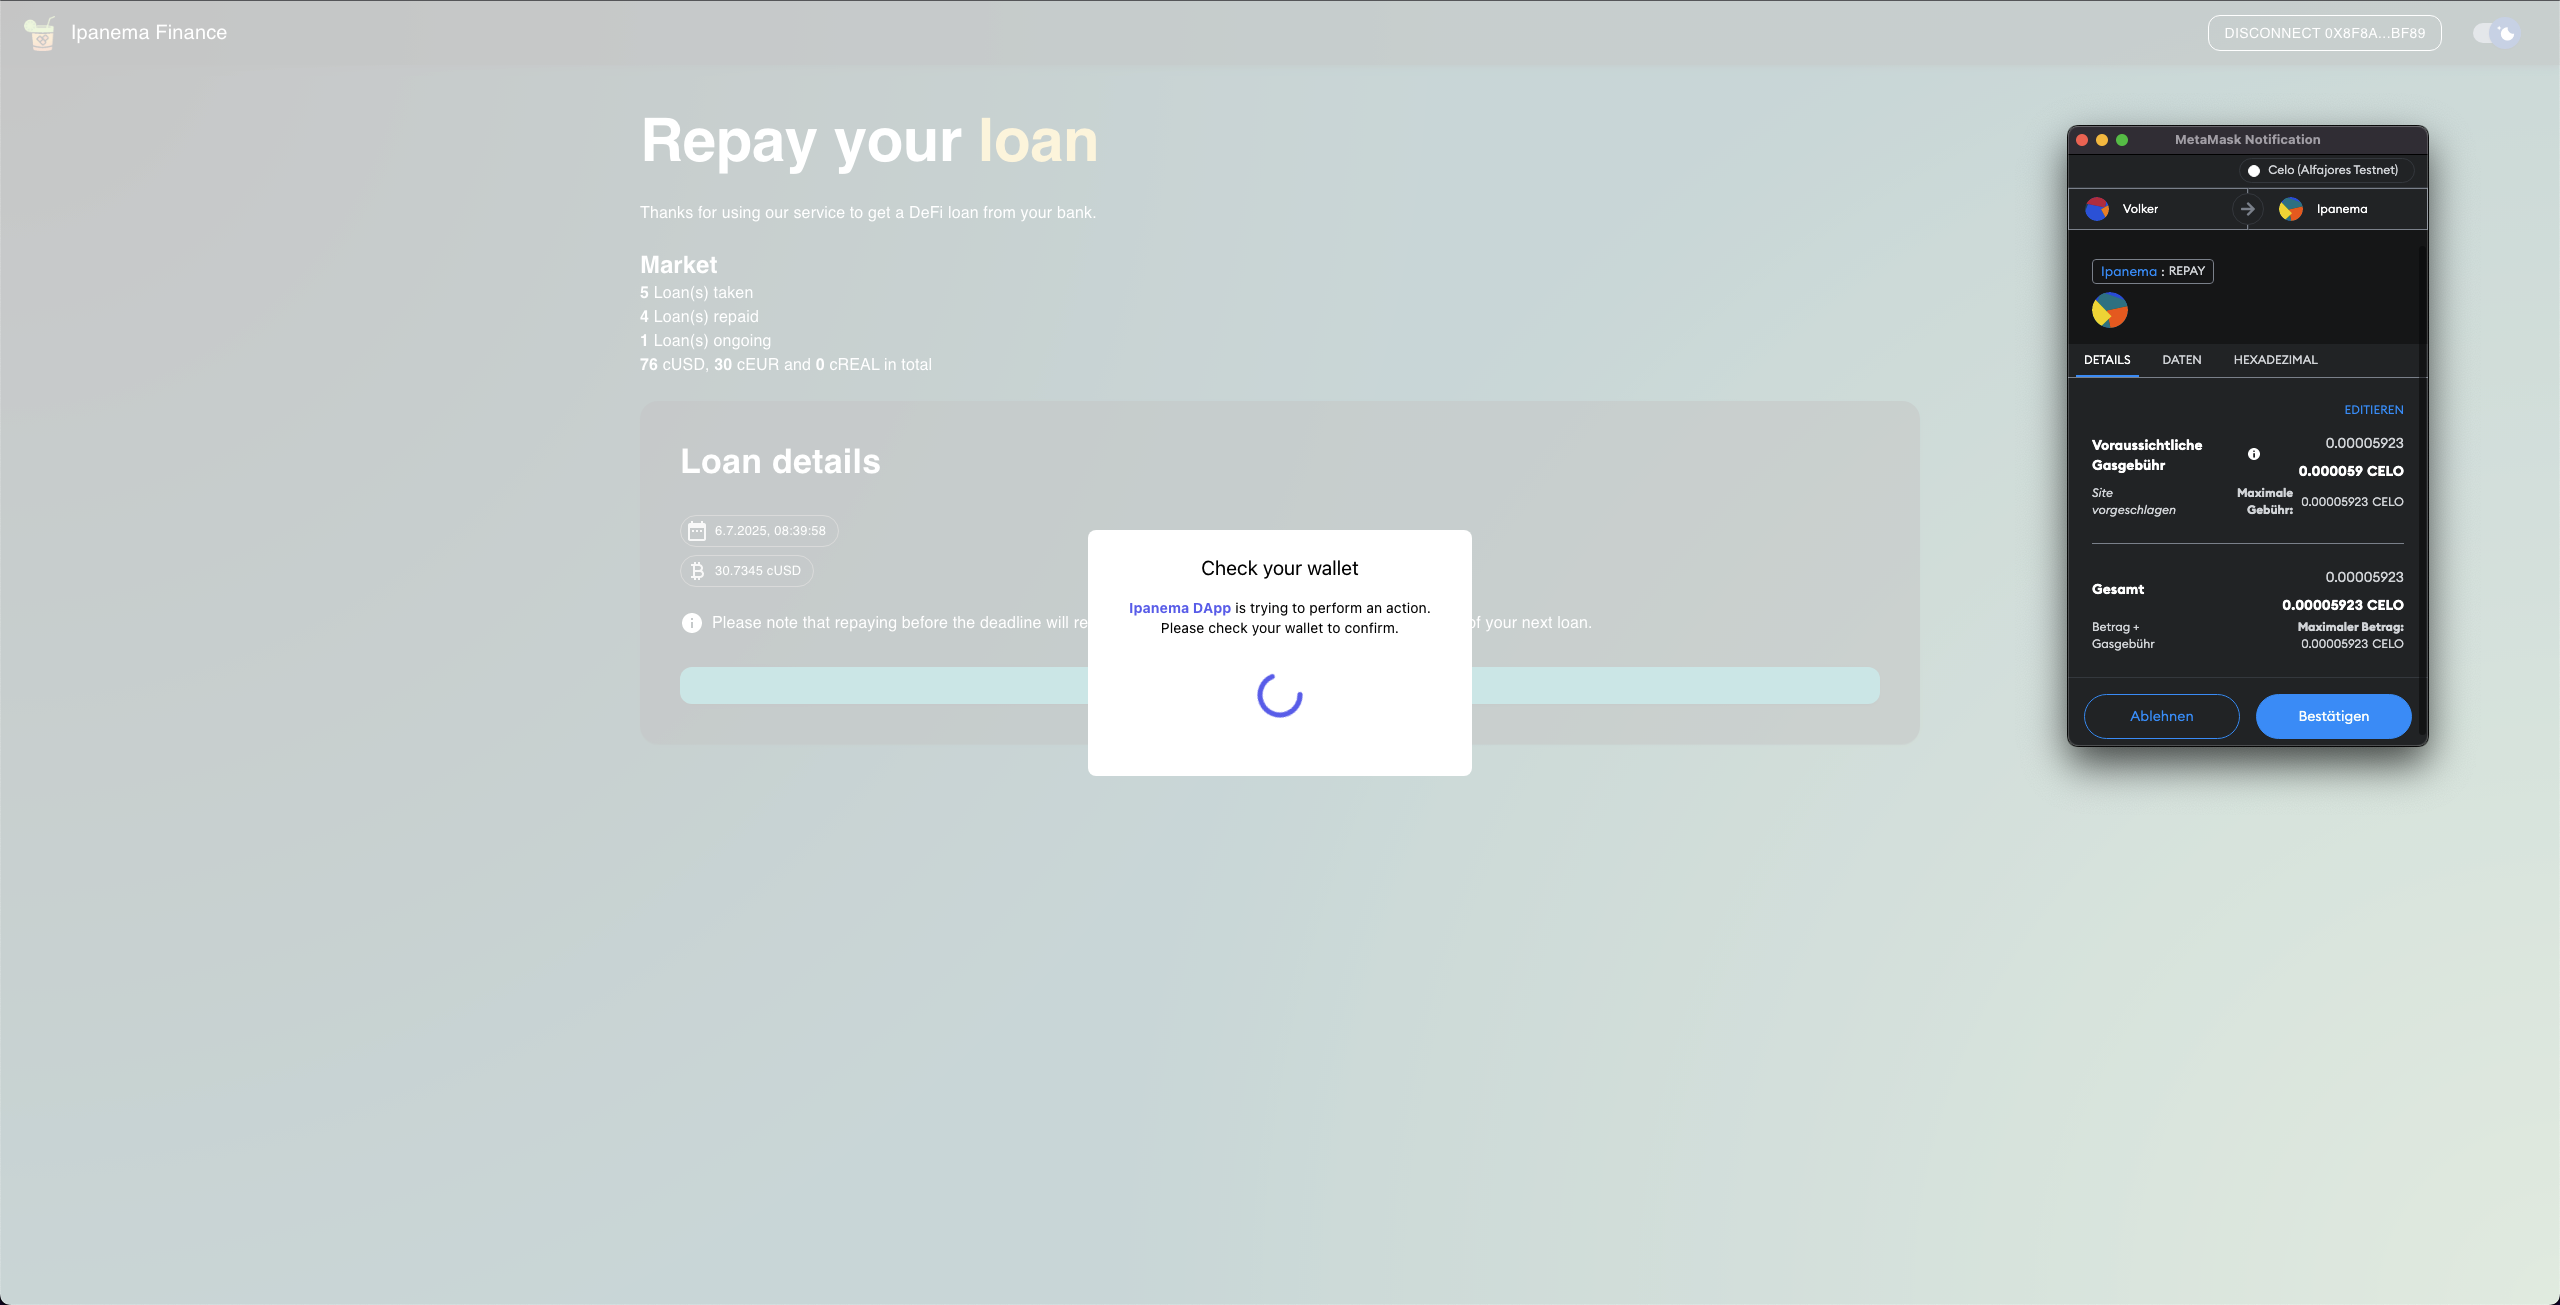 Ipanema Finance
DISCONNECT 0X8F8A...BF89
Repay your loan
Thanks for using our service to get a DeFi loan from your bank.
Market
5 Loan(s) taken
4 Loan(s) repaid
1 Loan(s) ongoing
76 cUSD, 30 cEUR and 0 cREAL in total
Loan details
6.7.2025, 08:39:58
30.7345 cUSD
Please note that repaying before the deadline will re
of your next loan.
Check your wallet
Ipanema DApp is trying to perform an action.
Please check your wallet to confirm.
MetaMask Notification
Celo (Alfajores Testnet)
Volker
Ipanema
Ipanema : REPAY
DETAILS DATEN HEXADEZIMAL
EDITIEREN
Voraussichtliche
Gasgebühr
0.00005923
0.000059 CELO
Site
vorgeschlagen
Maximale
Gebühr:
0.00005923 CELO
Gesamt
0.00005923
0.00005923 CELO
Betrag +
Gasgebühr
Maximaler Betrag:
0.00005923 CELO
Ablehnen
Bestätigen